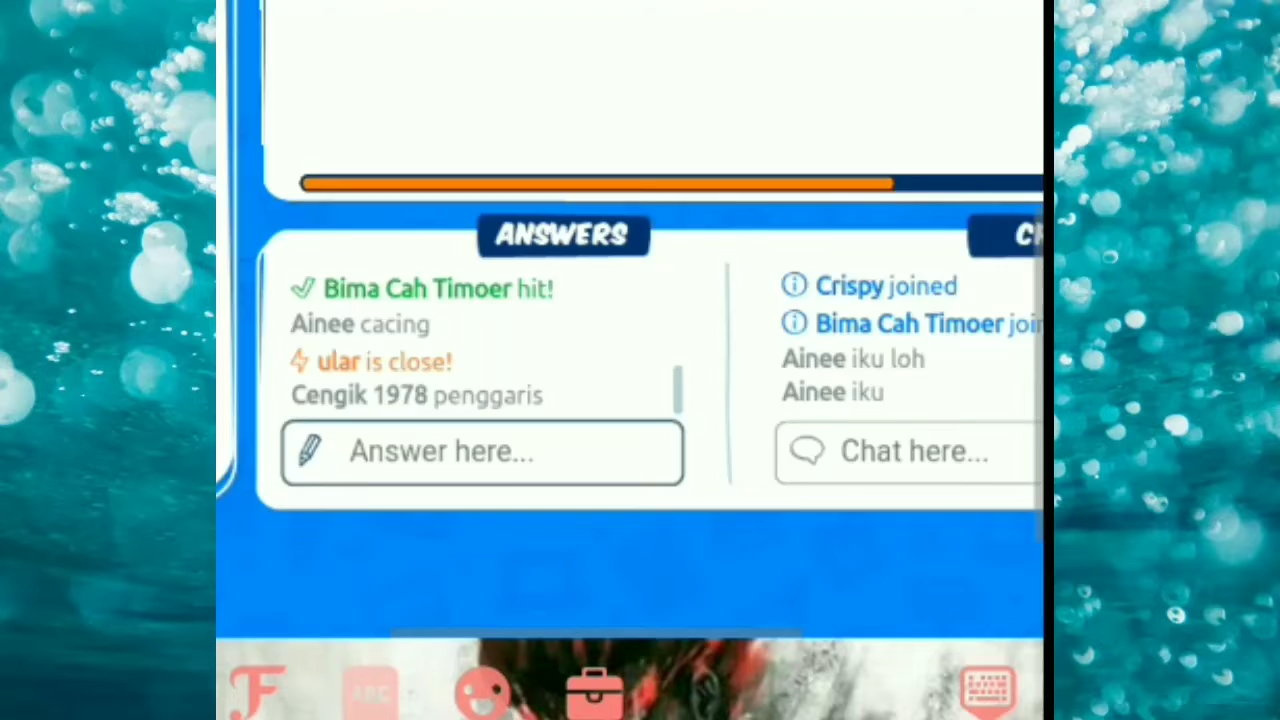 ANSWERS
Bima Cah Timoer hit!
Ainee cacing
ular is close!
Cengik 1978 penggaris
Answer here...
Crispy joined
Bima Cah Timoer
Ainee iku loh
Ainee iku
Chat here...
F
ABC